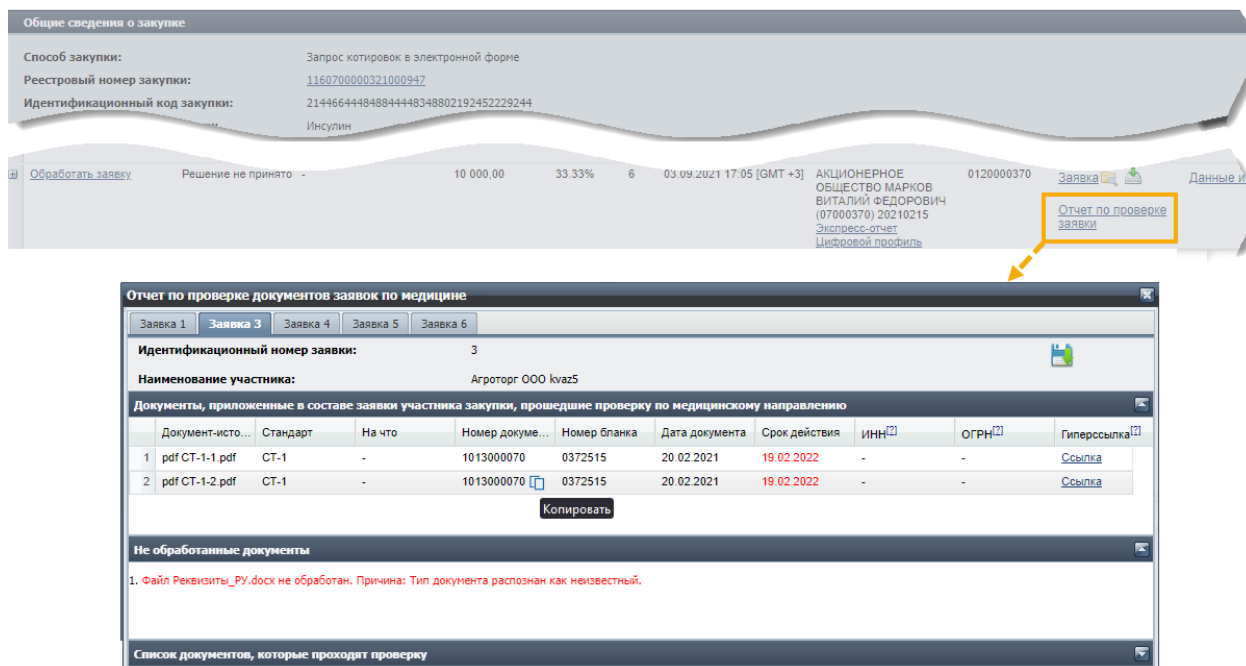 Общие сведения о закупке
Способ закупки: Запрос котировок в электронной форме
Реестровый номер закупки: 1160700000321000947
Идентификационный код закупки: 214466444848844448348802192452229244
Инсулин
Обработать заявку Решение не принято - 10 000,00 33.33% 6 03.09.2021 17:05 [GMT +3] АКЦИОНЕРНОЕ 0120000370 Заявка Данные и
ОБЩЕСТВО МАРКОВ
ВИТАЛИЙ ФЕДОРОВИЧ
(07000370) 20210215
Экспресс-отчет
Цифровой профиль
Отчет по проверке
заявки
Отчет по проверке документов заявок по медицине
Заявка 1 Заявка 3 Заявка 4 Заявка 5 Заявка 6
Идентификационный номер заявки: 3
Наименование участника: Агроторг ООО kvaz5
Документы, приложенные в составе заявки участника закупки, прошедшие проверку по медицинскому направлению
Документ-исто... Стандарт На что Номер докуме... Номер бланка Дата документа Срок действия ИНН[?] ОГРН[?] Гиперссылка[?]
1 pdf СТ-1-1.pdf СТ-1 - 1013000070 0372515 20.02.2021 19.02.2022 - - Ссылка
2 pdf СТ-1-2.pdf СТ-1 - 1013000070 0372515 20.02.2021 19.02.2022 - - Ссылка
Копировать
Не обработанные документы
1. Файл Реквизиты_РУ.docx не обработан. Причина: Тип документа распознан как неизвестный.
Список документов, которые проходят проверку